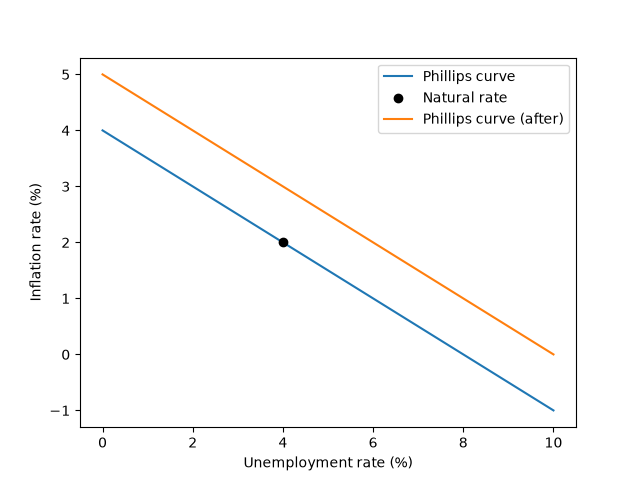 Phillips curve
Natural rate
Phillips curve (after)
5
4
3
2
1
0
−1
Inflation rate (%)
0 2 4 6 8 10
Unemployment rate (%)